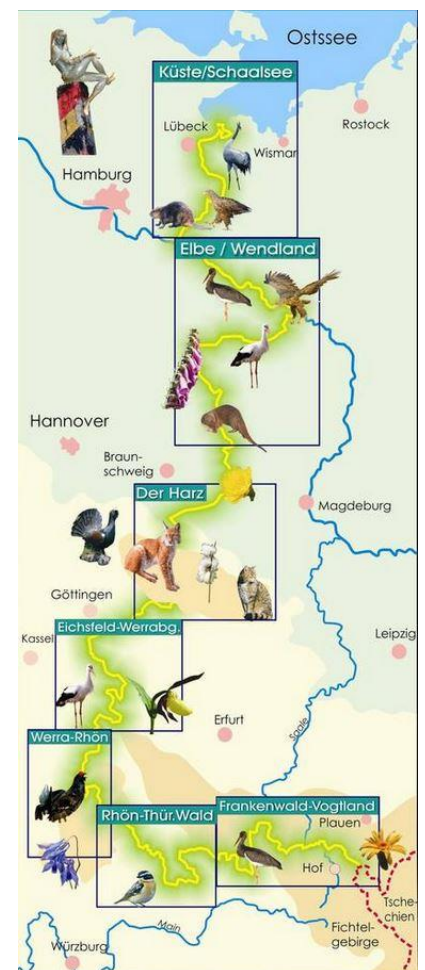 Ostssee
Küste/Schaalsee
Lübeck
Rostock
Wismar
Hamburg
Elbe / Wendland
Hannover
Braun-
schweig
Der Harz
Magdeburg
Göttingen
Eichsfeld-Werrabg.
Kassel
Leipzig
Erfurt
Saale
Werra-Rhön
Frankenwald-Vogtland
Rhön-Thür.Wald
Plauen
Hof
Tsche-
chien
Main
Fichtel-
gebirge
Würzburg